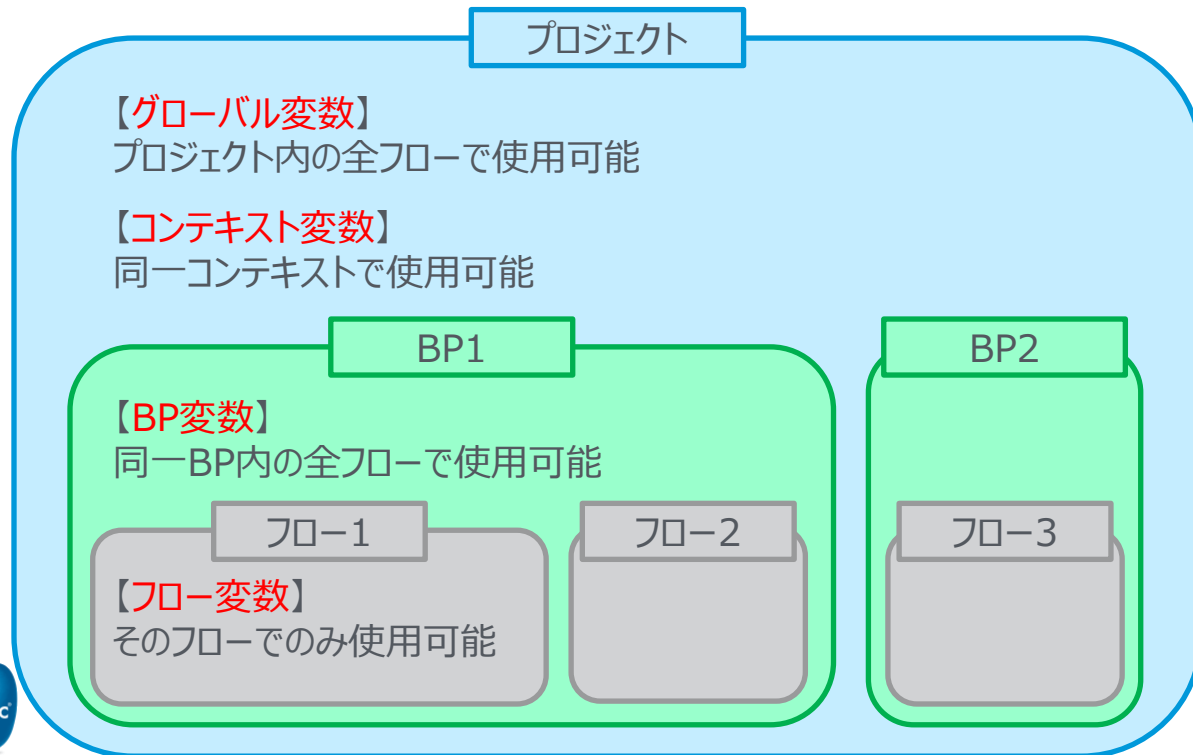 プロジェクト
【グローバル変数】
プロジェクト内の全フローで使用可能
【コンテキスト変数】
同一コンテキストで使用可能
BP1
BP2
【BP変数】
同一BP内の全フローで使用可能
フロー1
フロー2
フロー3
【フロー変数】
そのフローでのみ使用可能